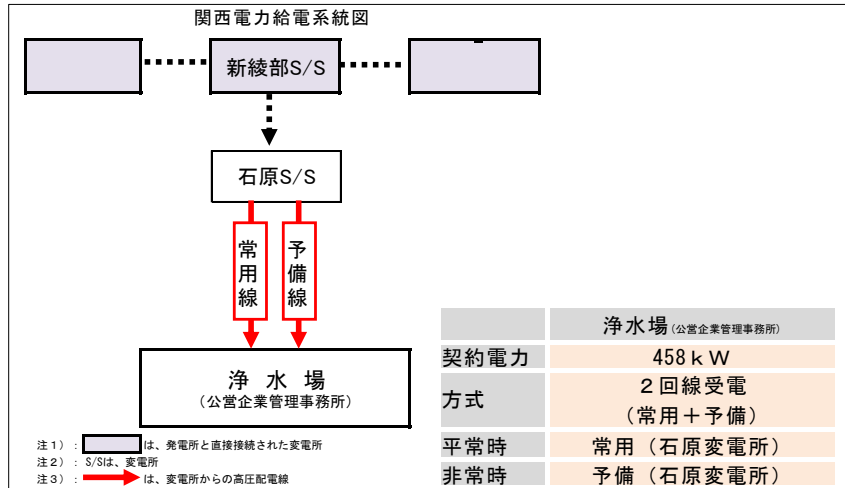 関西電力給電系統図
新綾部S/S
石原S/S
常用線
予備線
浄 水 場
(公営企業管理事務所)
注1）： は、発電所と直接接続された変電所
注2）： S/Sは、変電所
注3）： は、変電所からの高圧配電線
浄水場(公営企業管理事務所)
契約電力 458ｋW
方式 ２回線受電
（常用＋予備）
平常時 常用（石原変電所）
非常時 予備（石原変電所）